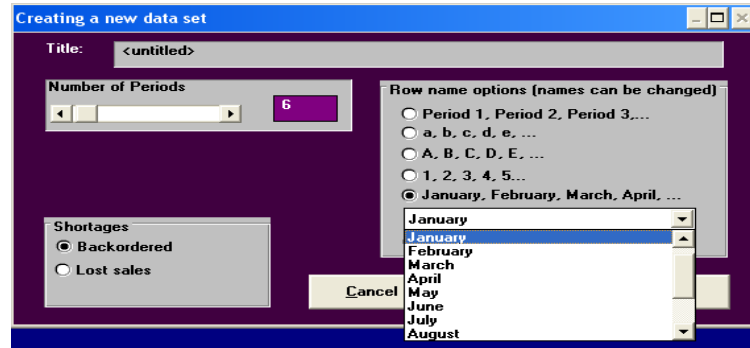 Creating a new data set
Title: <untitled>
Number of Periods
6
Row name options (names can be changed)
Period 1, Period 2, Period 3,...
a, b, c, d, e, ...
A, B, C, D, E, ...
1, 2, 3, 4, 5...
January, February, March, April, ...
January
January
February
March
April
May
June
July
August
Shortages
Backordered
Lost sales
Cancel